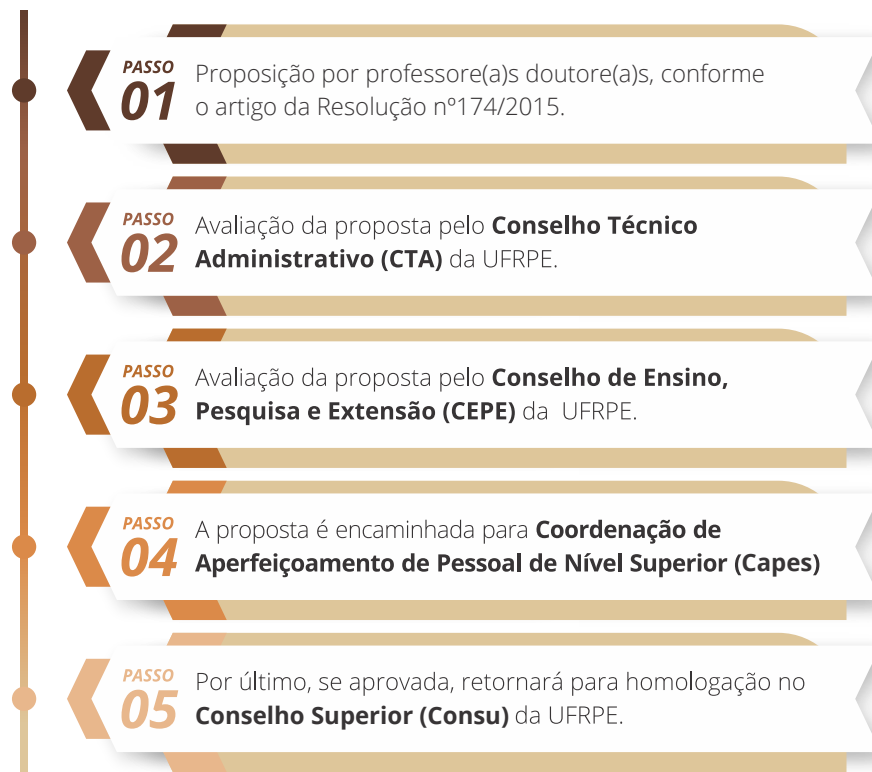 PASSO
01
Proposição por professore(a)s doutore(a)s, conforme
o artigo da Resolução nº174/2015.
PASSO
02
Avaliação da proposta pelo Conselho Técnico
Administrativo (CTA) da UFRPE.
PASSO
03
Avaliação da proposta pelo Conselho de Ensino,
Pesquisa e Extensão (CEPE) da UFRPE.
PASSO
04
A proposta é encaminhada para Coordenação de
Aperfeiçoamento de Pessoal de Nível Superior (Capes)
PASSO
05
Por último, se aprovada, retornará para homologação no
Conselho Superior (Consu) da UFRPE.